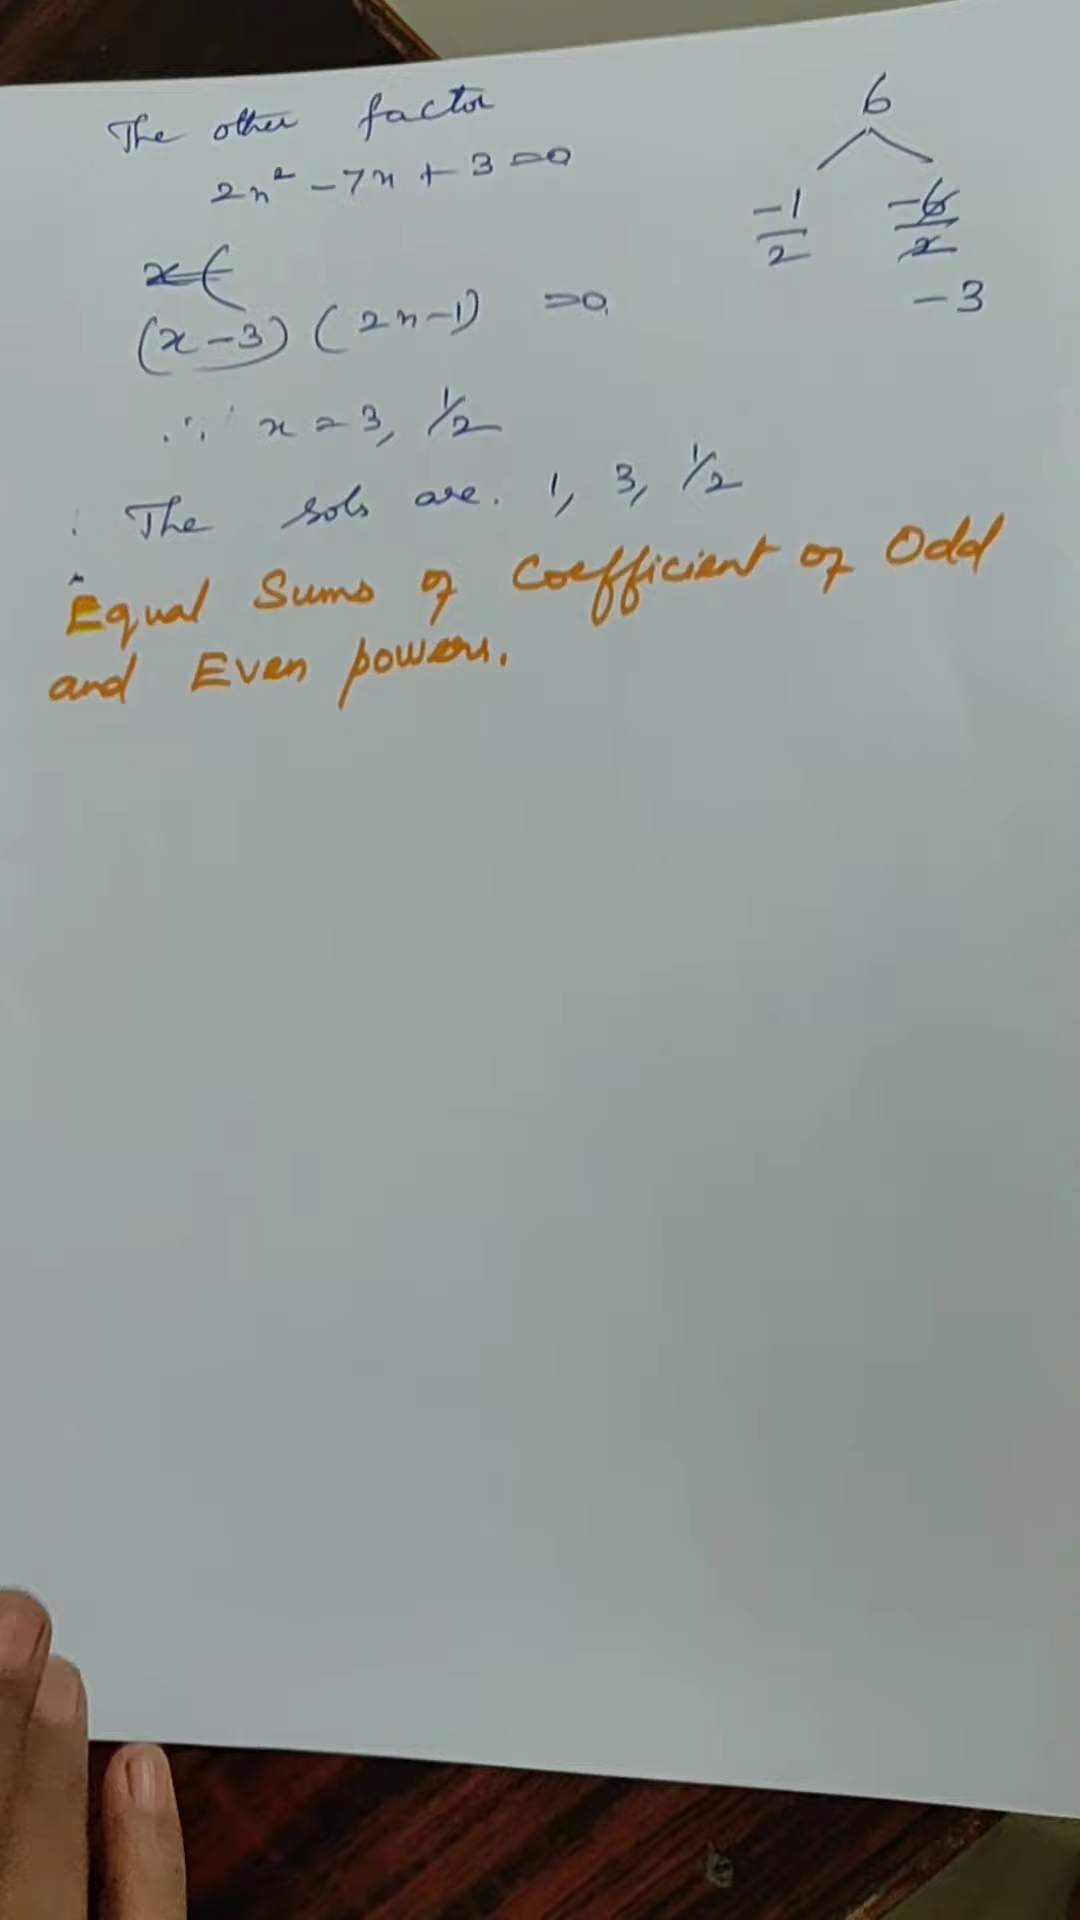 The other factor
2x² - 7x + 3 = 0
6
-1/2 -6/2
-3
x(
(x-3) (2x-1) = 0
∴ x = 3, 1/2
∴ The sols are. 1, 3, 1/2
Equal Sums of Coefficient of Odd
and Even powers.